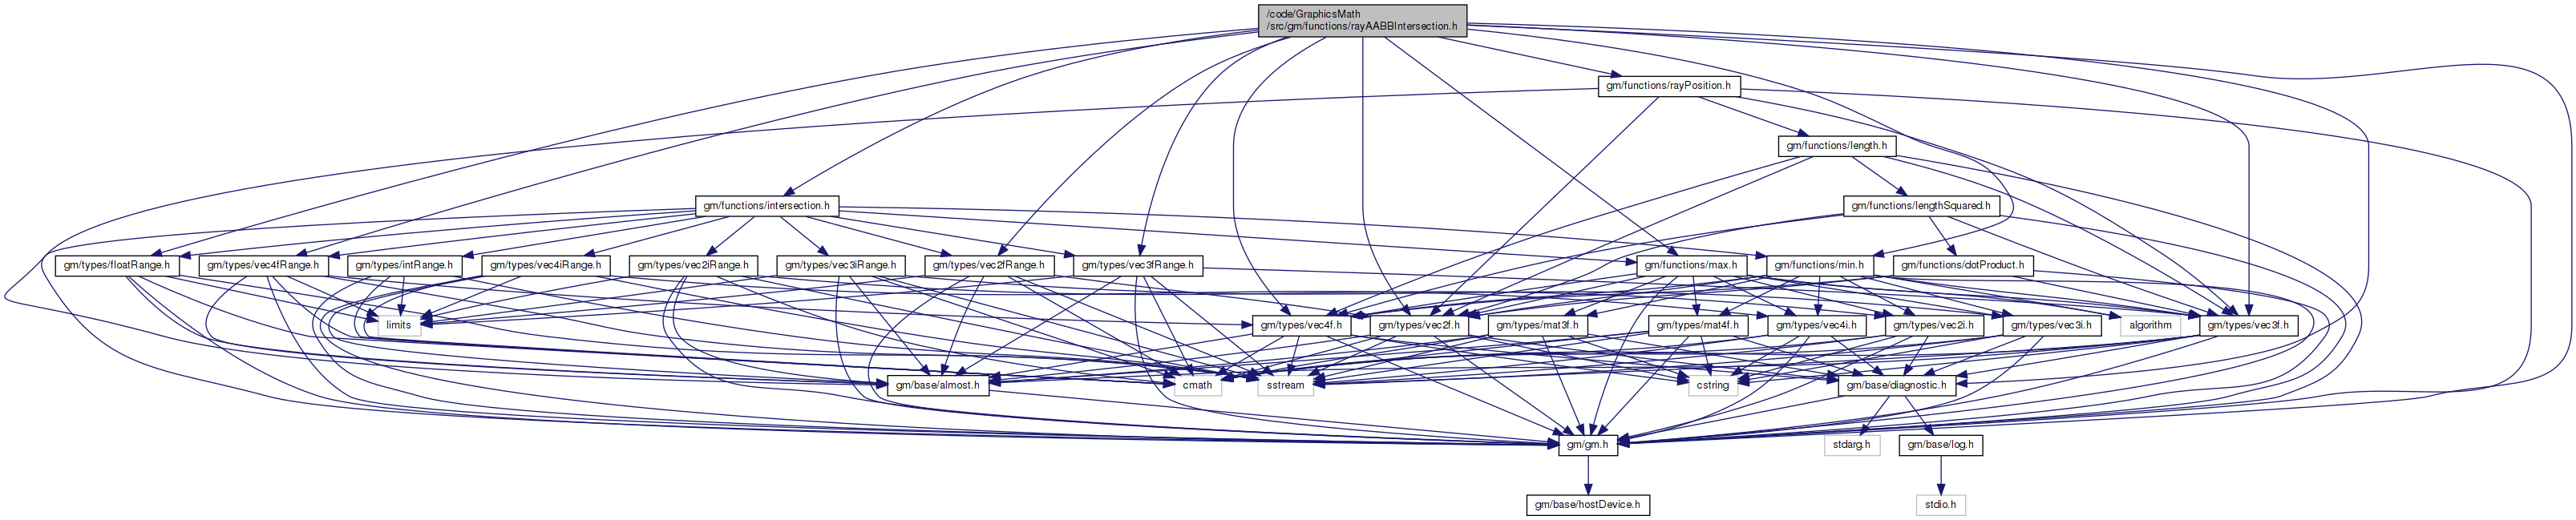 /code/GraphicsMath
/src/gm/functions/rayAABBIntersection.h
gm/functions/rayPosition.h
gm/functions/length.h
gm/functions/intersection.h
gm/functions/lengthSquared.h
gm/types/floatRange.h
gm/types/vec4fRange.h
gm/types/intRange.h
gm/types/vec4iRange.h
gm/types/vec2iRange.h
gm/types/vec3iRange.h
gm/types/vec2fRange.h
gm/types/vec3fRange.h
gm/functions/max.h
gm/functions/min.h
gm/functions/dotProduct.h
limits
gm/types/vec4f.h
gm/types/vec2f.h
gm/types/mat3f.h
gm/types/mat4f.h
gm/types/vec4i.h
gm/types/vec2i.h
gm/types/vec3i.h
algorithm
gm/types/vec3f.h
gm/base/almost.h
cmath
sstream
cstring
gm/base/diagnostic.h
gm/gm.h
stdarg.h
gm/base/log.h
gm/base/hostDevice.h
stdio.h